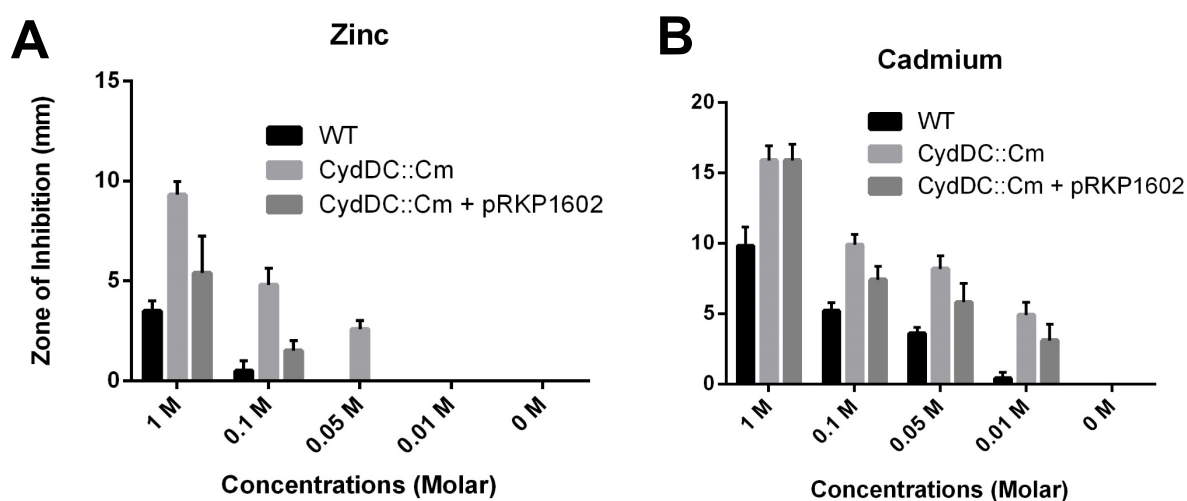 A
Zinc
15
10
5
0
Zone of Inhibition (mm)
WT
CydDC::Cm
CydDC::Cm + pRKP1602
1 M
0.1 M
0.05 M
0.01 M
0 M
Concentrations (Molar)
B
Cadmium
20
15
10
5
0
WT
CydDC::Cm
CydDC::Cm + pRKP1602
1 M
0.1 M
0.05 M
0.01 M
0 M
Concentrations (Molar)